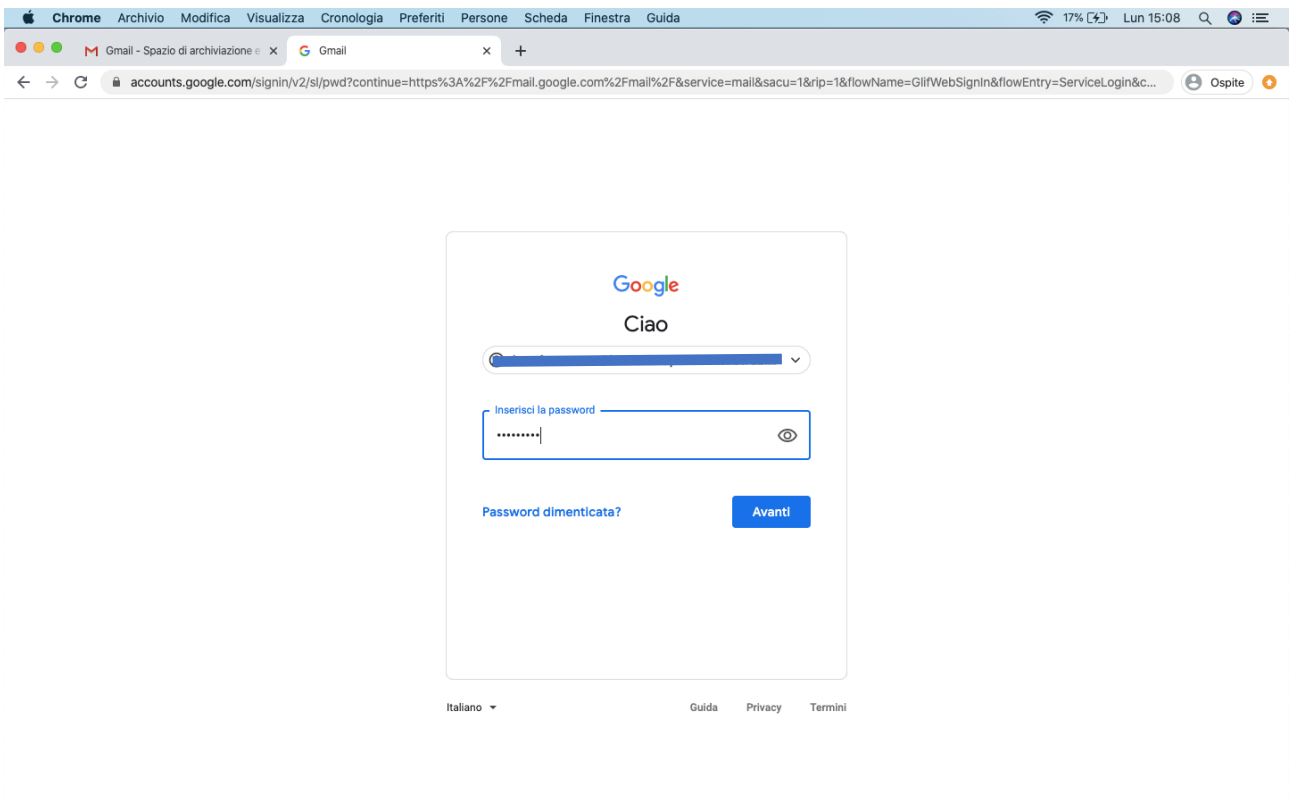 Chrome Archivio Modifica Visualizza Cronologia Preferiti Persone Scheda Finestra Guida 17% Lun 15:08
Gmail - Spazio di archiviazione e Gmail
accounts.google.com/signin/v2/sl/pwd?continue=https%3A%2F%2Fmail.google.com%2Fmail%2F&service=mail&sacu=1&rip=1&flowName=GlifWebSignIn&flowEntry=ServiceLogin&c... Ospite
Google
Ciao
Inserisci la password
•••••••••
Password dimenticata? Avanti
Italiano Guida Privacy Termini